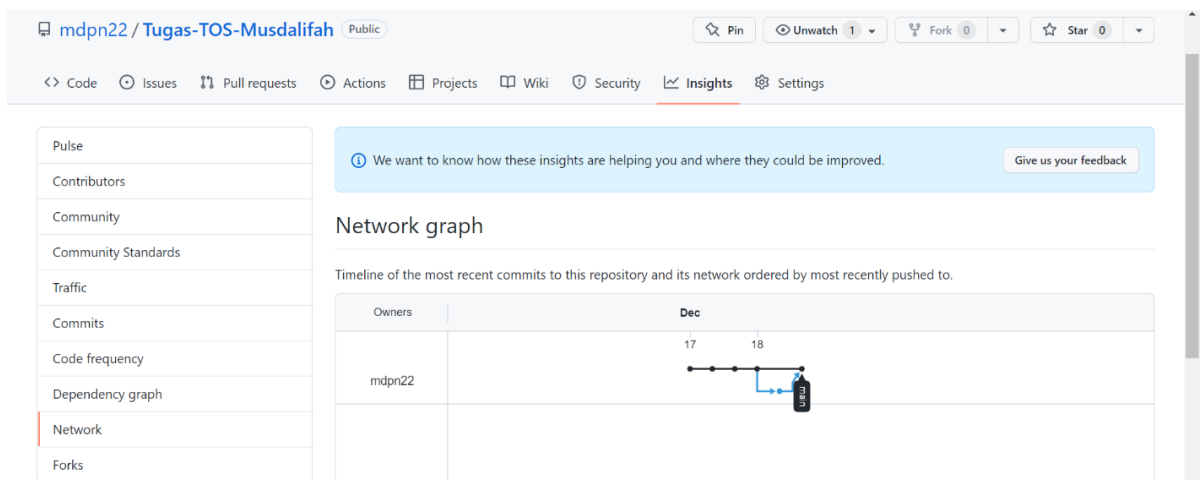 mdpn22 / Tugas-TOS-Musdalifah Public
Pin
Unwatch 1
Fork 0
Star 0
<> Code
Issues
Pull requests
Actions
Projects
Wiki
Security
Insights
Settings
Pulse
Contributors
Community
Community Standards
Traffic
Commits
Code frequency
Dependency graph
Network
Forks
We want to know how these insights are helping you and where they could be improved.
Give us your feedback
Network graph
Timeline of the most recent commits to this repository and its network ordered by most recently pushed to.
Owners
Dec
17 18
mdpn22
main